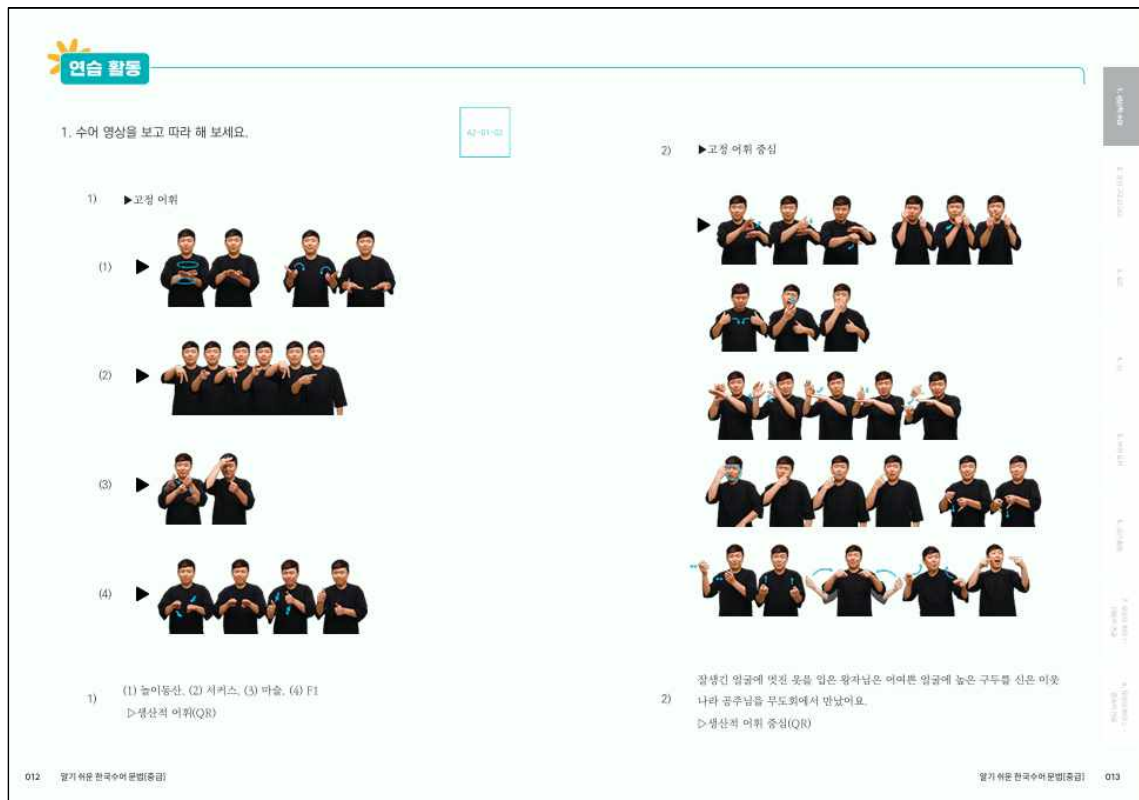 연습 활동
1. 수어 영상을 보고 따라 해 보세요.
A2-01-02
1) ▶고정 어휘
(1) ▶
(2) ▶
(3) ▶
(4) ▶
1) (1) 놀이동산, (2) 서커스, (3) 마술, (4) F1
▷생산적 어휘(QR)
012 알기 쉬운 한국수어 문법[중급]
2) ▶고정 어휘 중심
▶
2) 잘생긴 얼굴에 멋진 옷을 입은 왕자님은 어여쁜 얼굴에 높은 구두를 신은 이웃
나라 공주님을 무도회에서 만났어요.
▷생산적 어휘 중심(QR)
알기 쉬운 한국수어 문법[중급] 013